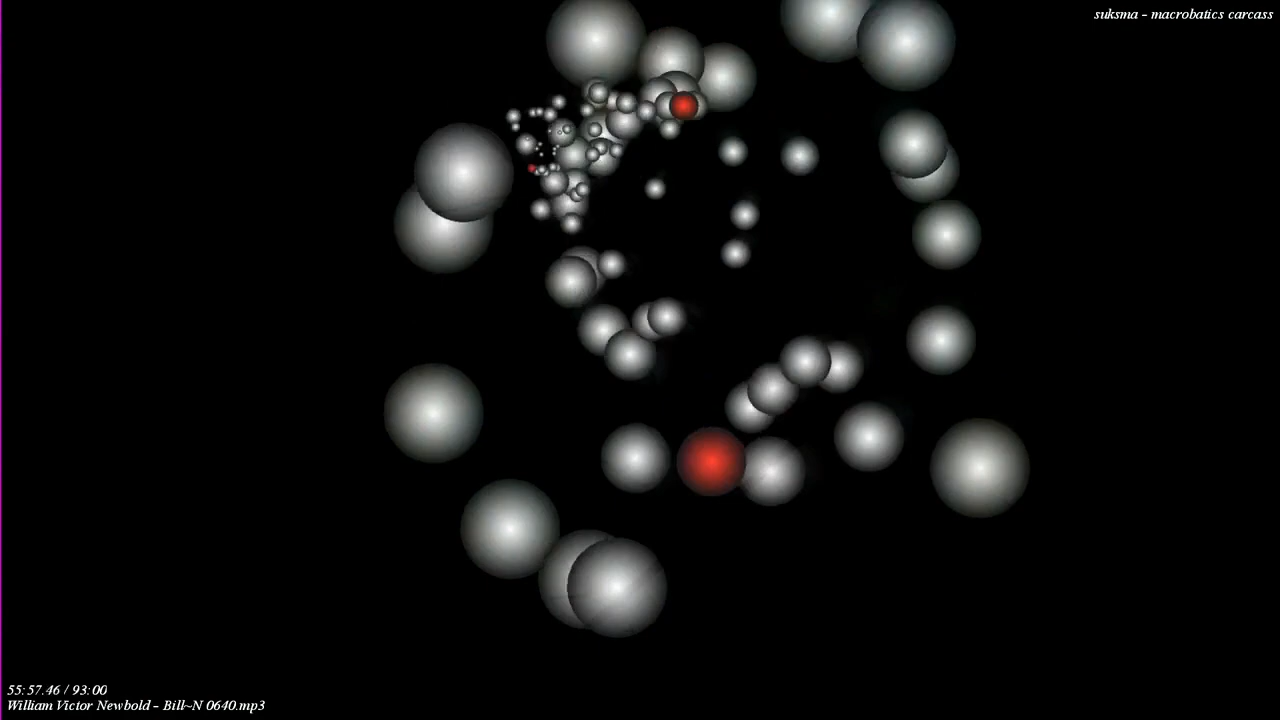 suksma - macrobatics carcass
55:57.46 / 93:00
William Victor Newbold - Bill~N 0640.mp3